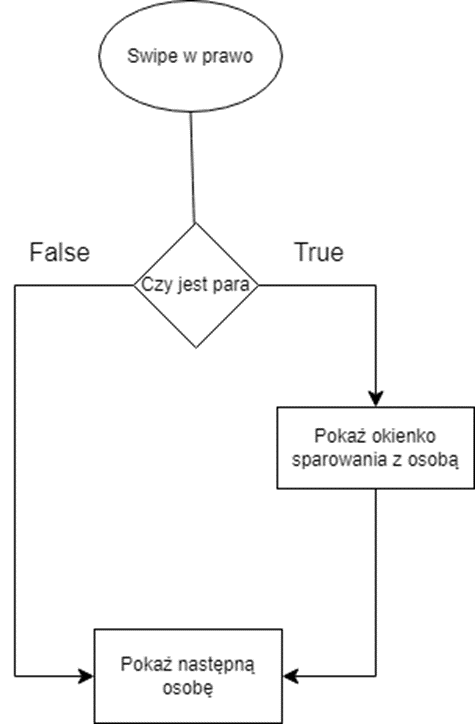 Swipe w prawo
False
True
Czy jest para
Pokaż okienko
sparowania z osobą
Pokaż następną
osobę